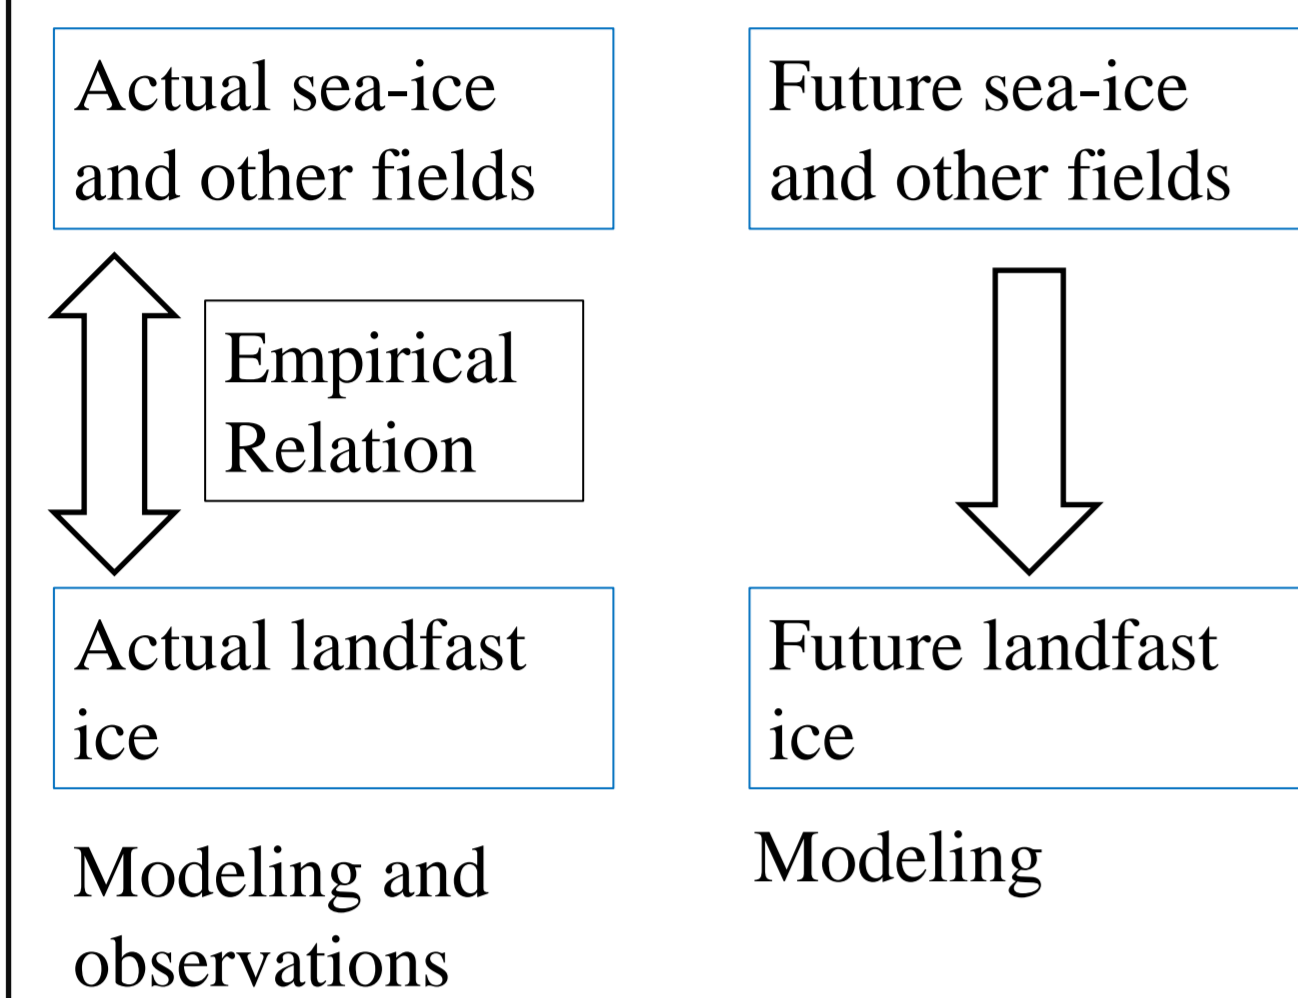 Actual sea-ice
and other fields
Future sea-ice
and other fields
Empirical
Relation
Actual landfast
ice
Future landfast
ice
Modeling and
observations
Modeling